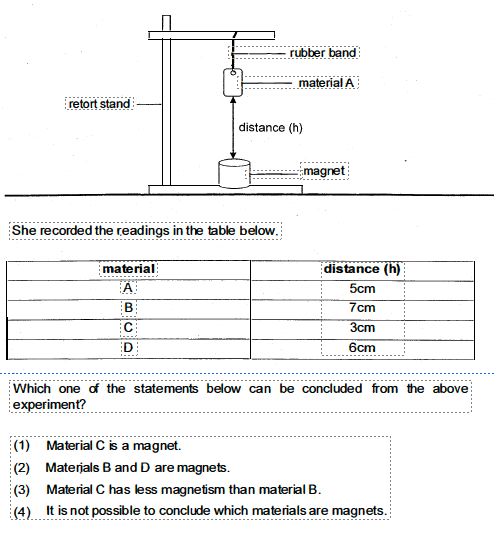 rubber band
material A
retort stand
distance (h)
magnet
She recorded the readings in the table below.
material distance (h)
A 5cm
B 7cm
C 3cm
D 6cm
Which one of the statements below can be concluded from the above
experiment?
(1) Material C is a magnet.
(2) Materials B and D are magnets.
(3) Material C has less magnetism than material B.
(4) It is not possible to conclude which materials are magnets.